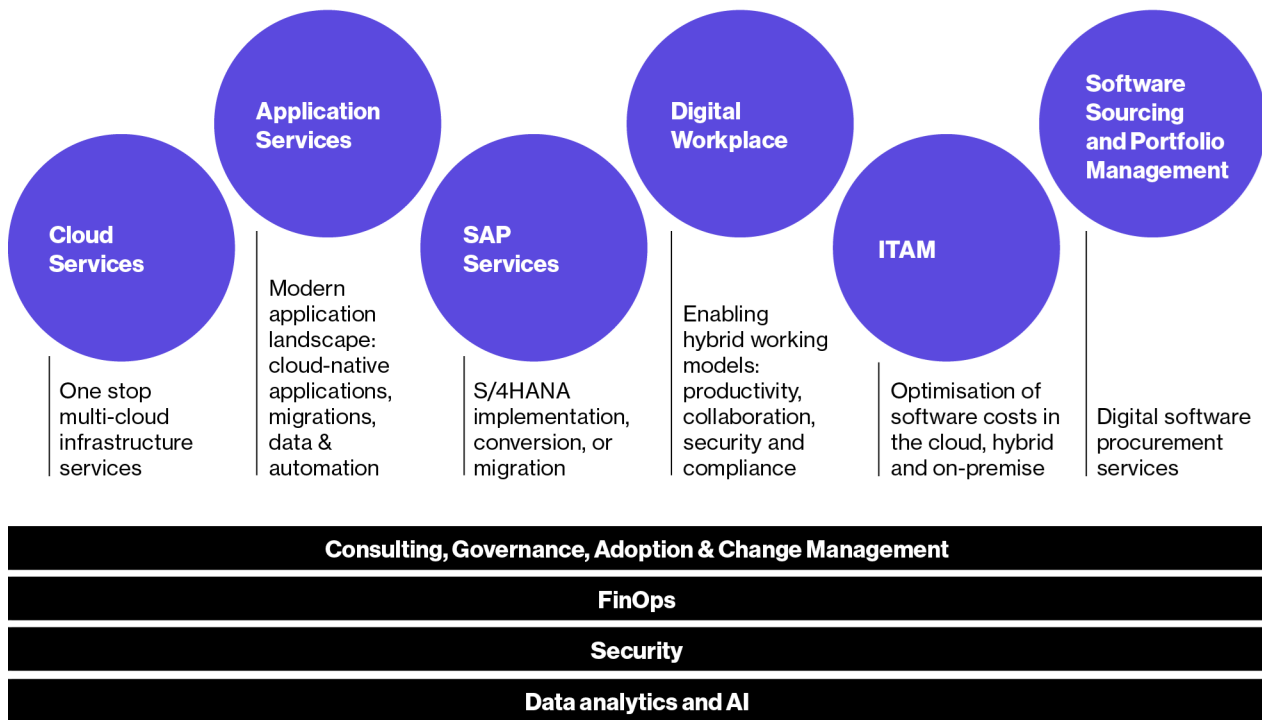 Cloud
Services
One stop
multi-cloud
infrastructure
services
Application
Services
Modern
application
landscape:
cloud-native
applications,
migrations,
data &
automation
SAP
Services
S/4HANA
implementation,
conversion, or
migration
Digital
Workplace
Enabling
hybrid working
models:
productivity,
collaboration,
security and
compliance
ITAM
Optimisation of
software costs in
the cloud, hybrid
and on-premise
Software
Sourcing
and Portfolio
Management
Digital software
procurement
services
Consulting, Governance, Adoption & Change Management
FinOps
Security
Data analytics and AI